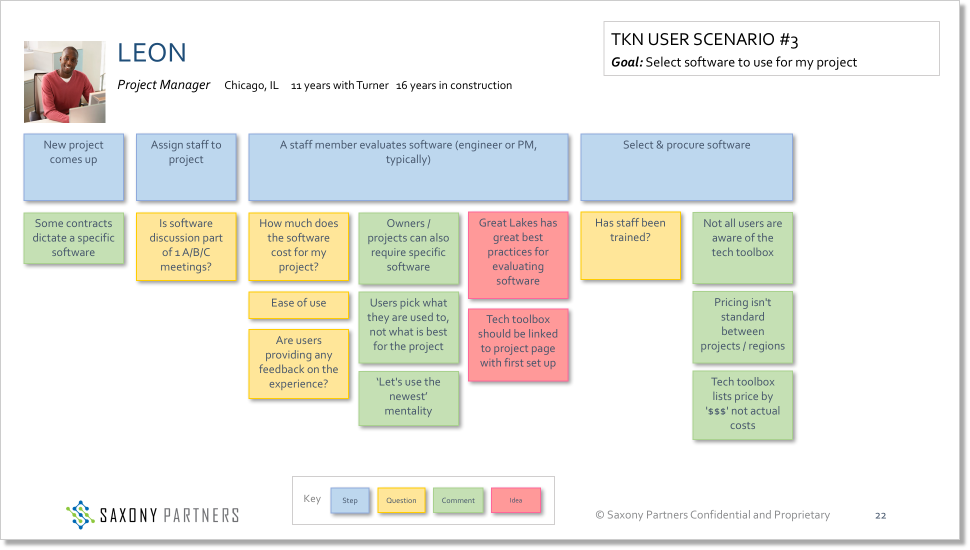 LEON
Project Manager Chicago, IL 11 years with Turner 16 years in construction
TKN USER SCENARIO #3
Goal: Select software to use for my project
New project
comes up
Assign staff to
project
A staff member evaluates software (engineer or PM,
typically)
Select & procure software
Some contracts
dictate a specific
software
Is software
discussion part
of 1 A/B/C
meetings?
How much does
the software
cost for my
project?
Ease of use
Are users
providing any
feedback on the
experience?
Owners /
projects can also
require specific
software
Users pick what
they are used to,
not what is best
for the project
'Let's use the
newest'
mentality
Great Lakes has
great best
practices for
evaluating
software
Tech toolbox
should be linked
to project page
with first set up
Has staff been
trained?
Not all users are
aware of the
tech toolbox
Pricing isn't
standard
between
projects / regions
Tech toolbox
lists price by
'$$$' not actual
costs
Key
Step
Question
Comment
Idea
SAXONY PARTNERS
© Saxony Partners Confidential and Proprietary
22